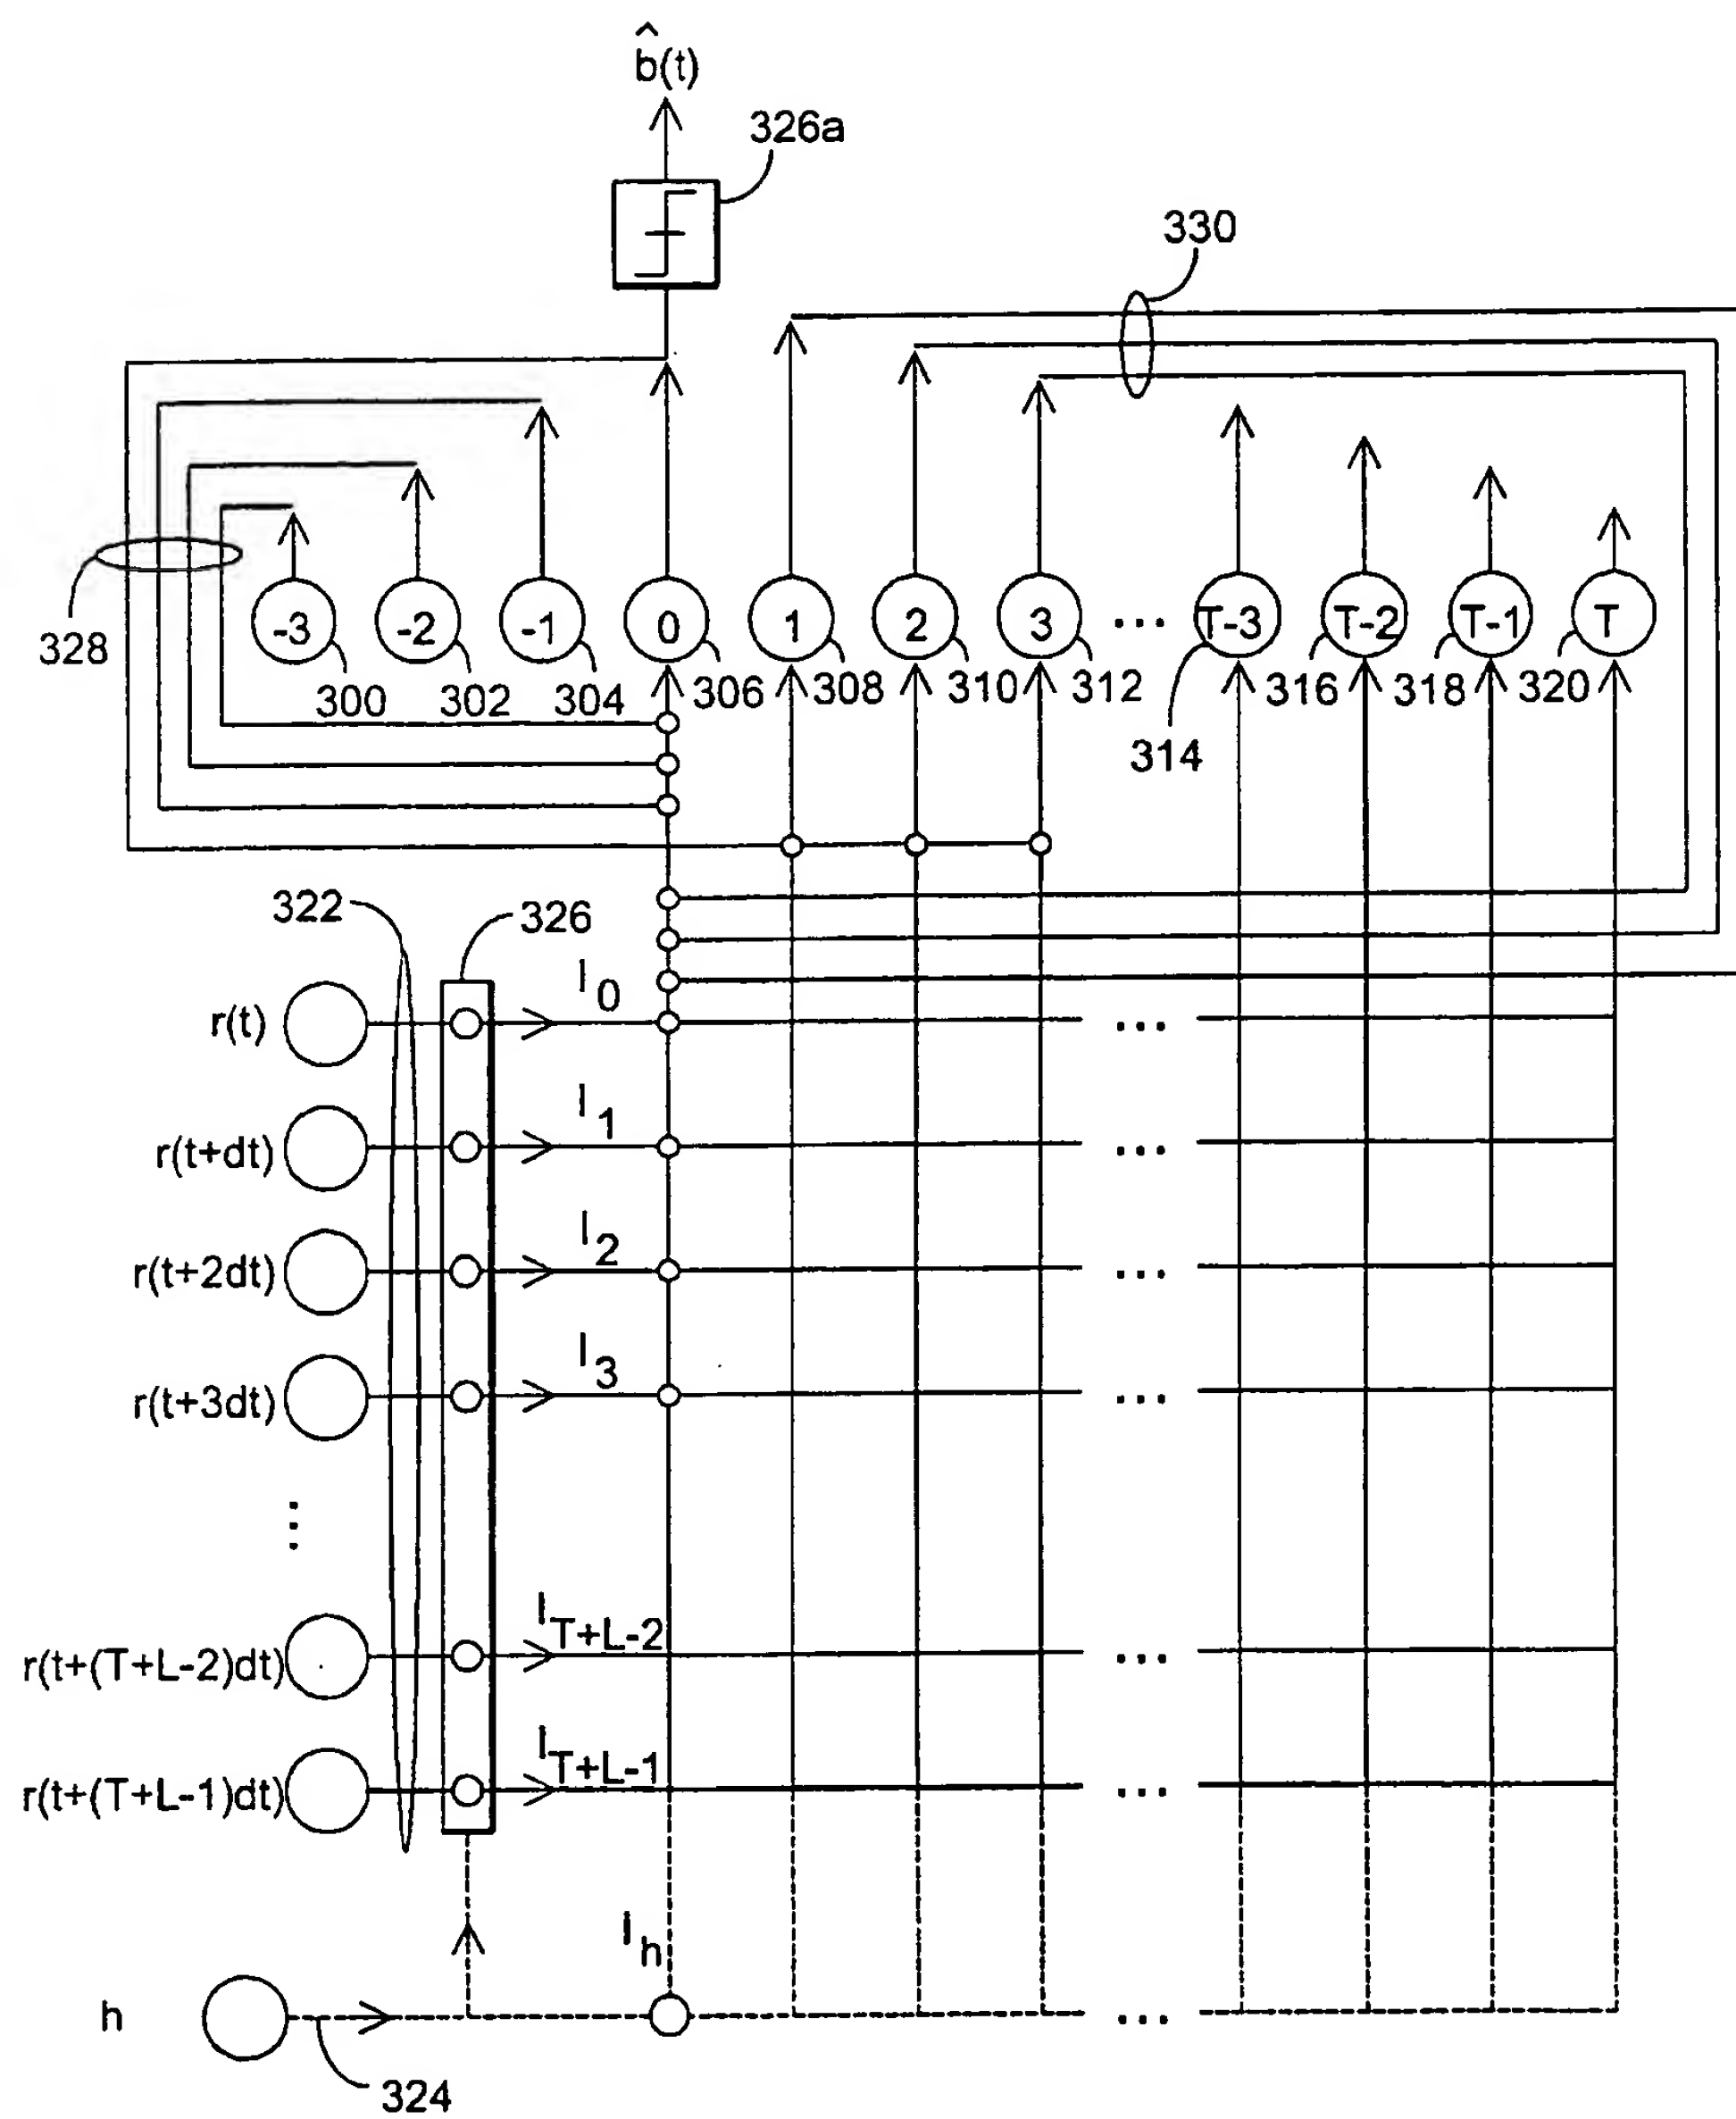 b̂(t)
326a
330
328
-3
-2
-1
0
1
2
3
...
T-3
T-2
T-1
T
300
302
304
306
308
310
312
314
316
318
320
322
326
r(t)
I0
...
r(t+dt)
I1
...
r(t+2dt)
I2
...
r(t+3dt)
I3
...
⋮
r(t+(T+L-2)dt)
IT+L-2
...
r(t+(T+L-1)dt)
IT+L-1
...
Ih
h
...
324